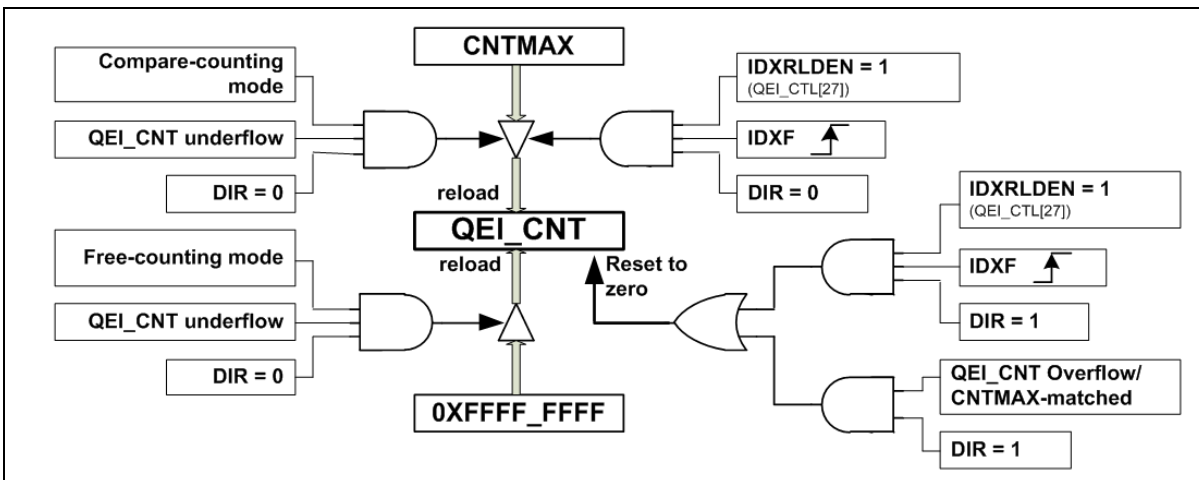 CNTMAX
Compare-counting
mode
QEI_CNT underflow
DIR = 0
IDXRLDEN = 1
(QEI_CTL[27])
IDXF
DIR = 0
reload
QEI_CNT
reload
Reset to
zero
Free-counting mode
QEI_CNT underflow
DIR = 0
0XFFFF_FFFF
IDXRLDEN = 1
(QEI_CTL[27])
IDXF
DIR = 1
QEI_CNT Overflow/
CNTMAX-matched
DIR = 1